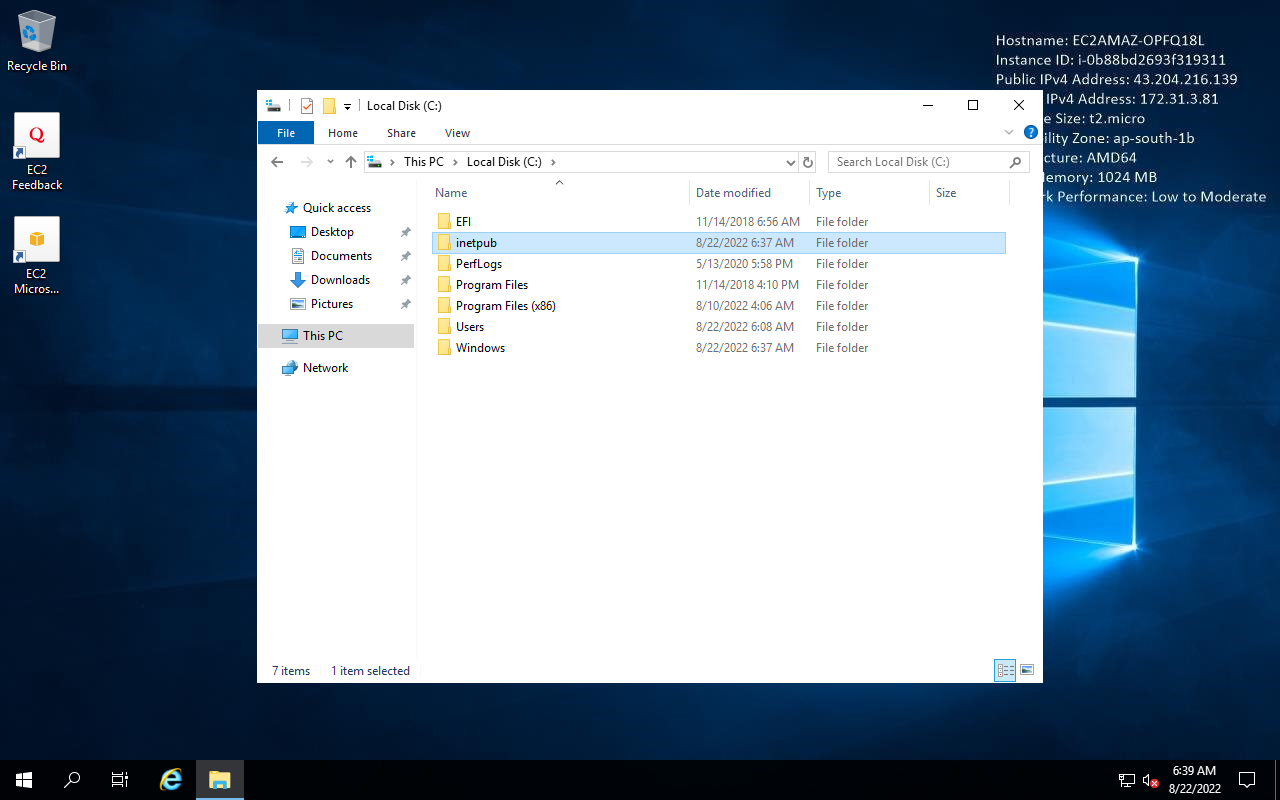 Recycle Bin
Q
EC2
Feedback
EC2
Micros...
Hostname: EC2AMAZ-OPFQ18L
Instance ID: i-0b88bd2693f319311
Public IPv4 Address: 43.204.216.139
IPv4 Address: 172.31.3.81
e Size: t2.micro
ility Zone: ap-south-1b
cture: AMD64
Memory: 1024 MB
rk Performance: Low to Moderate
Local Disk (C:)
File Home Share View
This PC Local Disk (C:)
Search Local Disk (C:)
Name Date modified Type Size
Quick access
Desktop
Documents
Downloads
Pictures
This PC
Network
EFI 11/14/2018 6:56 AM File folder
inetpub 8/22/2022 6:37 AM File folder
PerfLogs 5/13/2020 5:58 PM File folder
Program Files 11/14/2018 4:10 PM File folder
Program Files (x86) 8/10/2022 4:06 AM File folder
Users 8/22/2022 6:08 AM File folder
Windows 8/22/2022 6:37 AM File folder
7 items 1 item selected
6:39 AM
8/22/2022